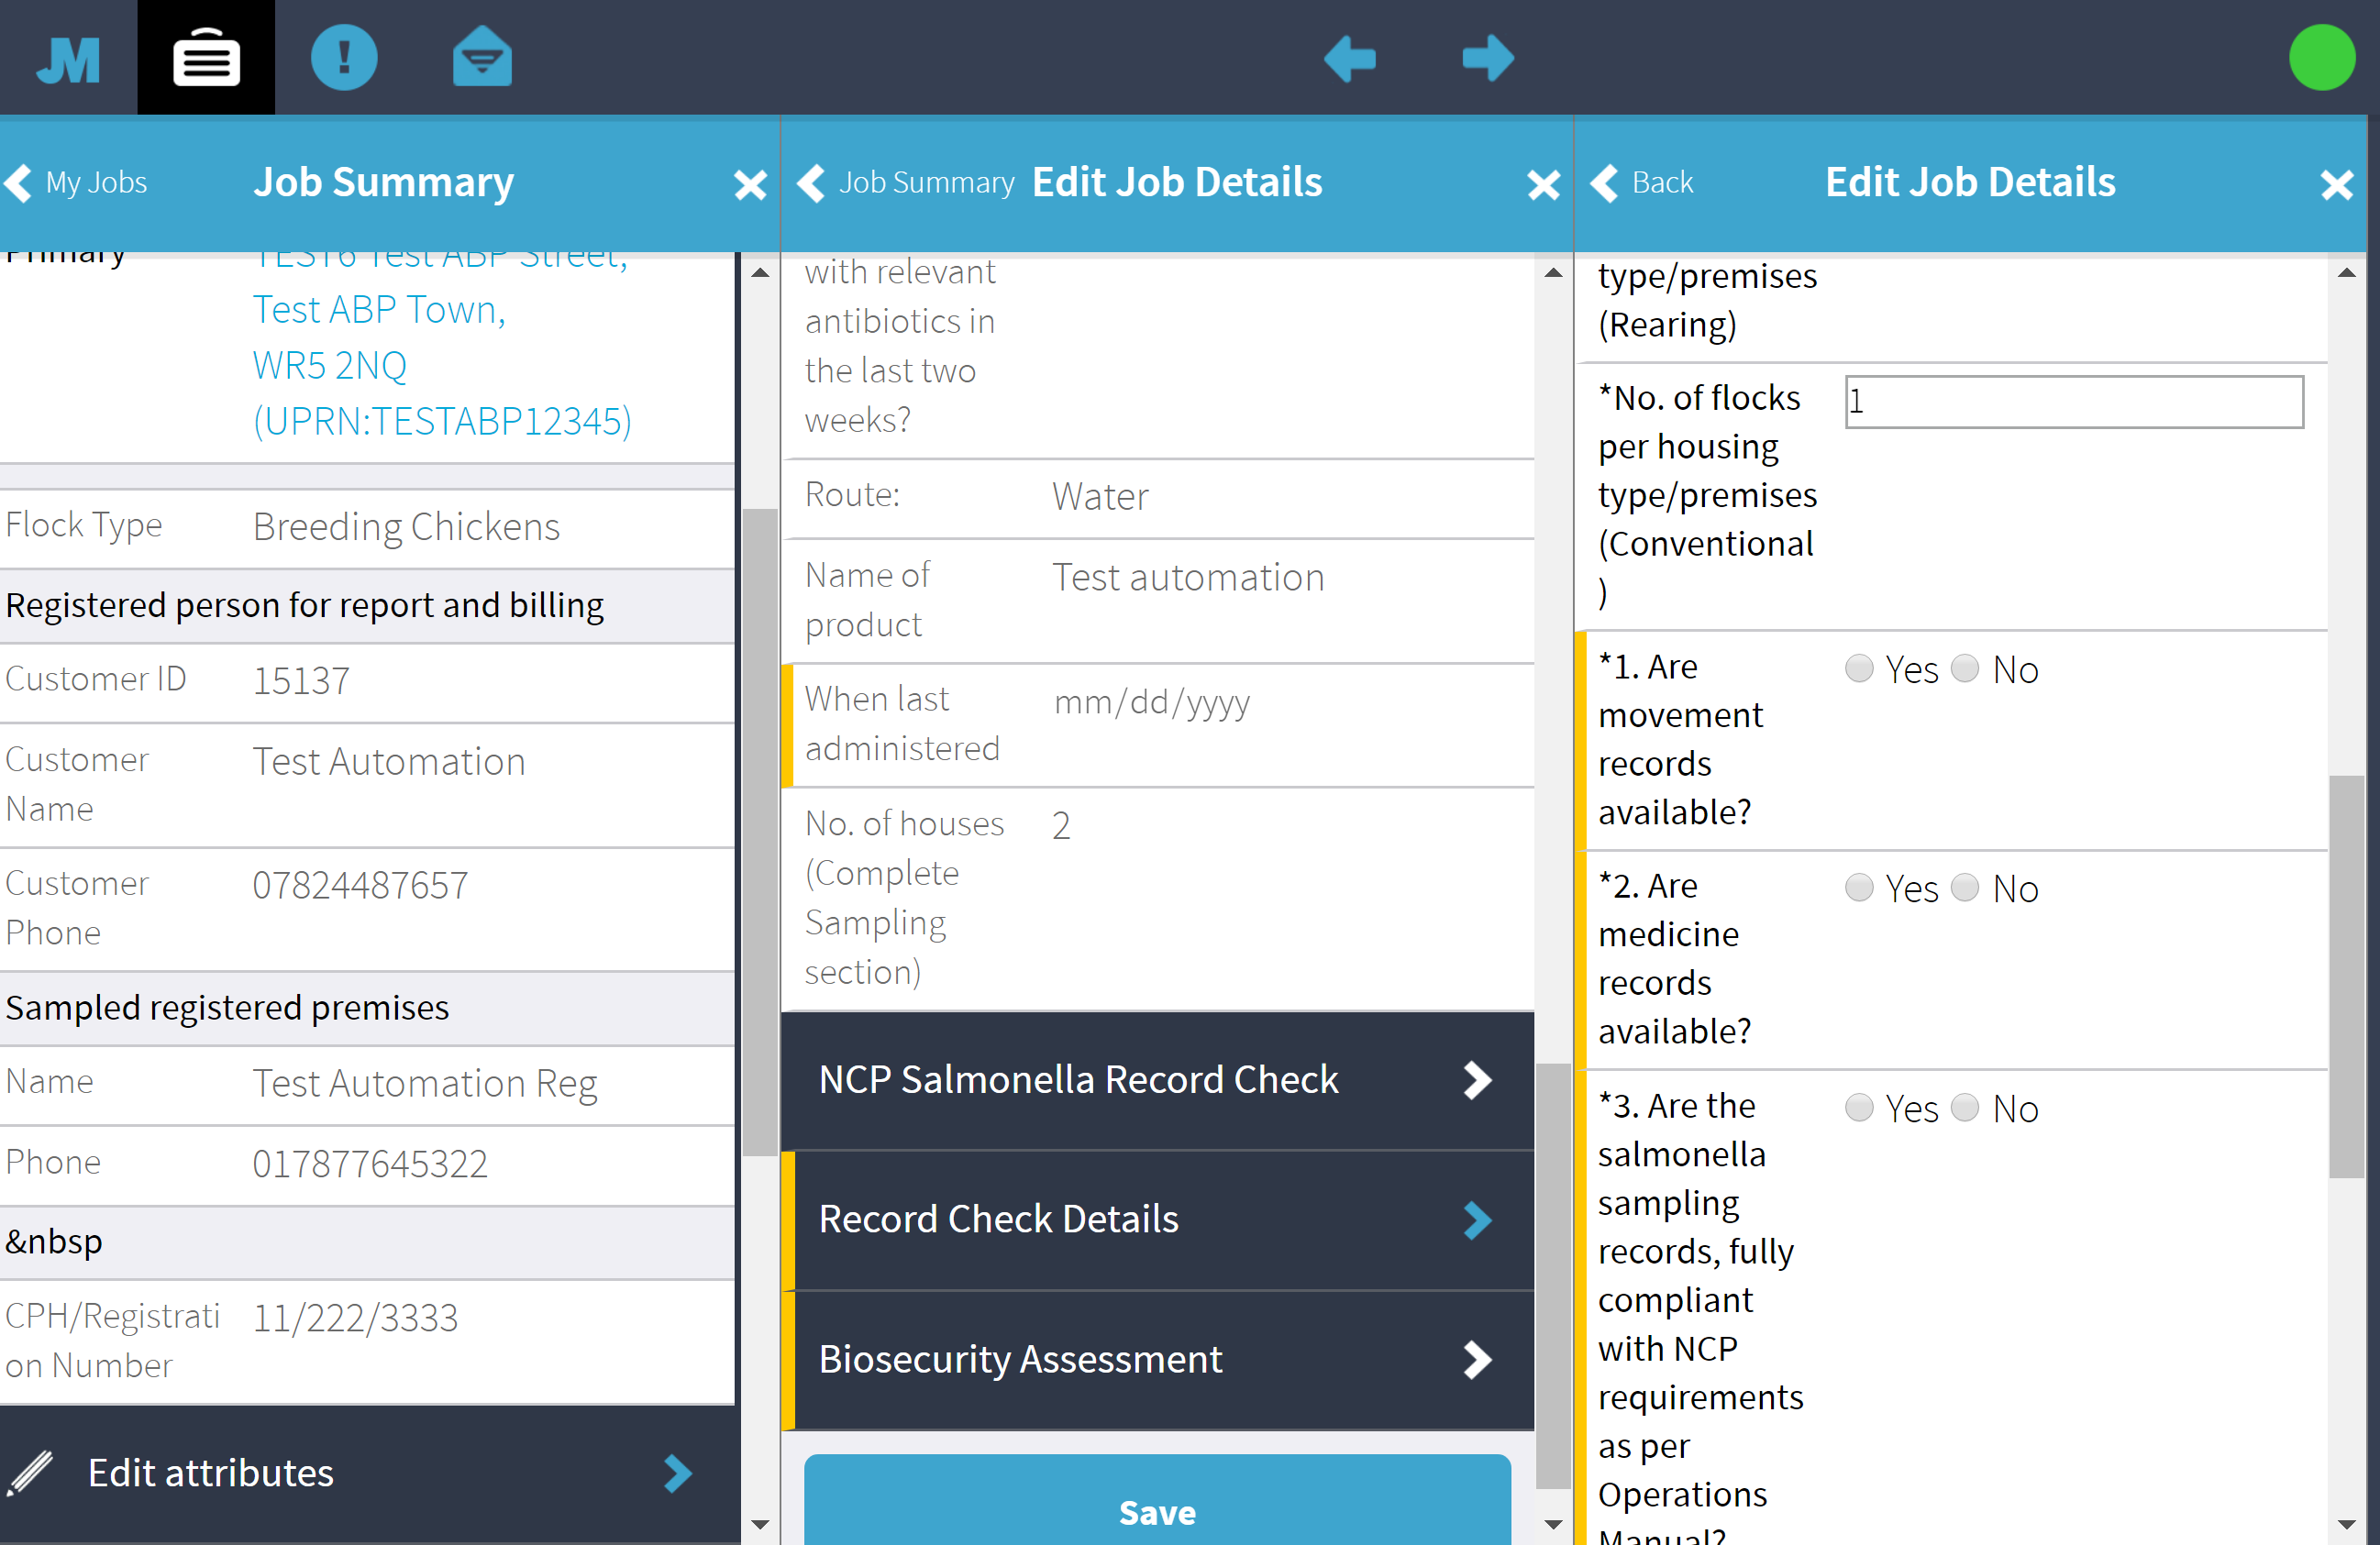 JM
My Jobs
Job Summary
Primary
TEST6 Test ABP Street,
Test ABP Town,
WR5 2NQ
(UPRN:TESTABP12345)
Flock Type
Breeding Chickens
Registered person for report and billing
Customer ID
15137
Customer
Name
Test Automation
Customer
Phone
07824487657
Sampled registered premises
Name
Test Automation Reg
Phone
017877645322
&nbsp
CPH/Registrati
on Number
11/222/3333
Edit attributes
Job Summary
Edit Job Details
with relevant
antibiotics in
the last two
weeks?
Route:
Water
Name of
product
Test automation
When last
administered
mm/dd/yyyy
No. of houses
(Complete
Sampling
section)
2
NCP Salmonella Record Check
Record Check Details
Biosecurity Assessment
Save
Back
Edit Job Details
type/premises
(Rearing)
*No. of flocks
per housing
type/premises
(Conventional
)
1
*1. Are
movement
records
available?
Yes No
*2. Are
medicine
records
available?
Yes No
*3. Are the
salmonella
sampling
records, fully
compliant
with NCP
requirements
as per
Operations
Manual?
Yes No